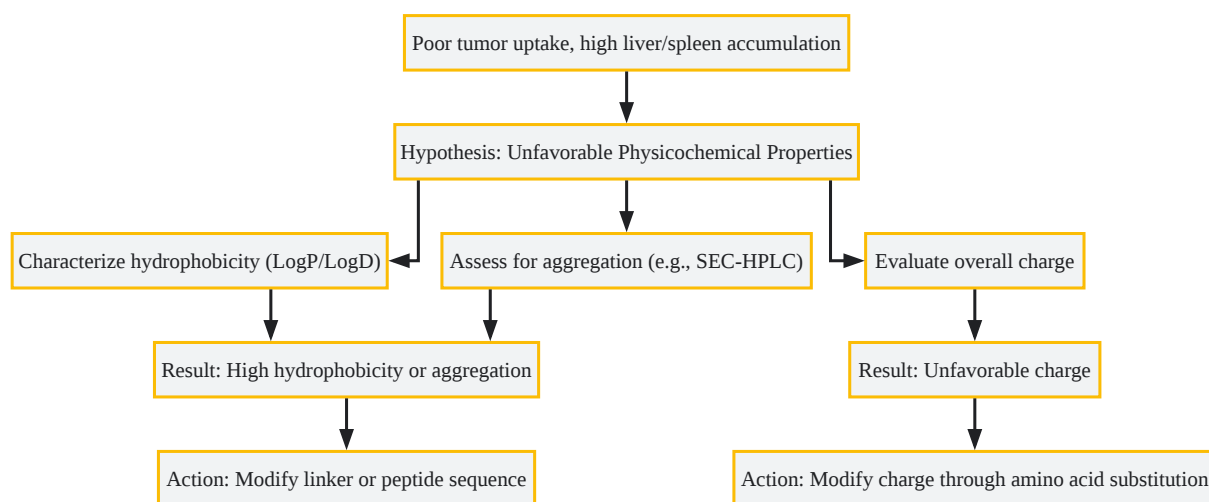 Poor tumor uptake, high liver/spleen accumulation
Hypothesis: Unfavorable Physicochemical Properties
Characterize hydrophobicity (LogP/LogD)
Assess for aggregation (e.g., SEC-HPLC)
Evaluate overall charge
Result: High hydrophobicity or aggregation
Result: Unfavorable charge
Action: Modify linker or peptide sequence
Action: Modify charge through amino acid substitution